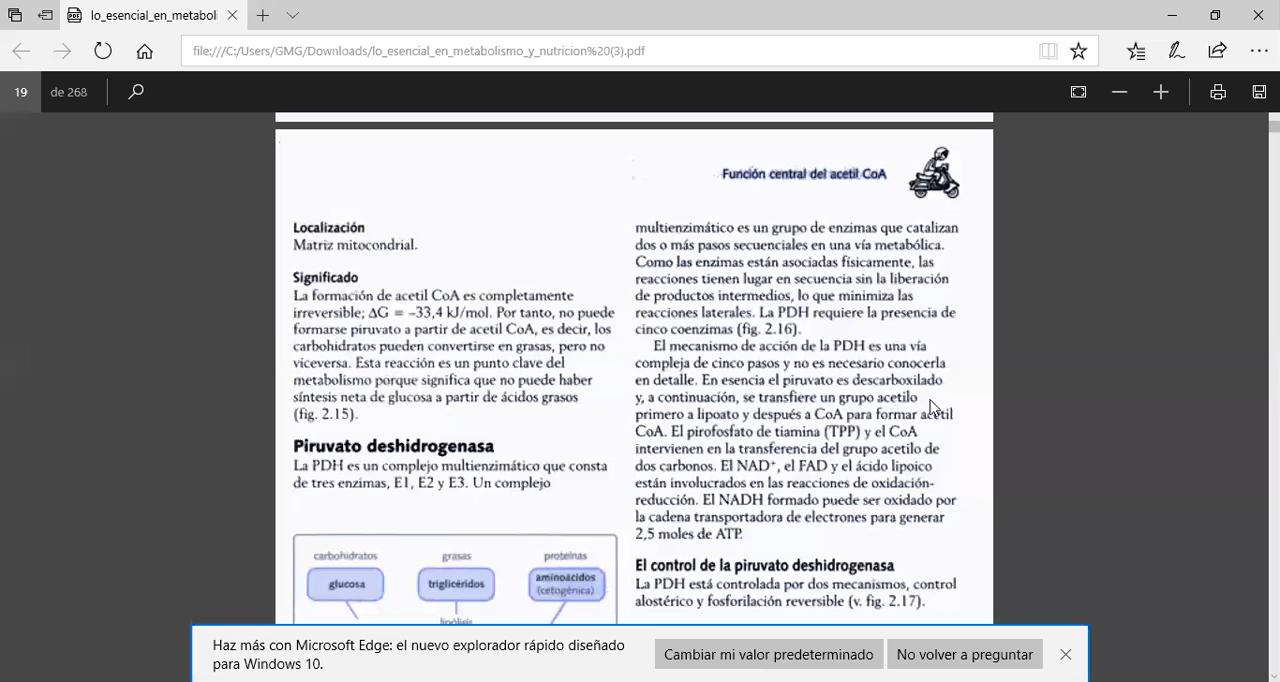 lo_esencial_en_metaboli
file:///C:/Users/GMG/Downloads/lo_esencial_en_metabolismo_y_nutricion%20(3).pdf
19 de 268
Función central del acetil CoA
Localización
Matriz mitocondrial.
Significado
La formación de acetil CoA es completamente
irreversible; ΔG = –33,4 kJ/mol. Por tanto, no puede
formarse piruvato a partir de acetil CoA, es decir, los
carbohidratos pueden convertirse en grasas, pero no
viceversa. Esta reacción es un punto clave del
metabolismo porque significa que no puede haber
síntesis neta de glucosa a partir de ácidos grasos
(fig. 2.15).
Piruvato deshidrogenasa
La PDH es un complejo multienzimático que consta
de tres enzimas, E1, E2 y E3. Un complejo
carbohidratos grasas proteínas
glucosa triglicéridos aminoácidos
(cetogénica)
lipólisis
multienzimático es un grupo de enzimas que catalizan
dos o más pasos secuenciales en una vía metabólica.
Como las enzimas están asociadas físicamente, las
reacciones tienen lugar en secuencia sin la liberación
de productos intermedios, lo que minimiza las
reacciones laterales. La PDH requiere la presencia de
cinco coenzimas (fig. 2.16).
El mecanismo de acción de la PDH es una vía
compleja de cinco pasos y no es necesario conocerla
en detalle. En esencia el piruvato es descarboxilado
y, a continuación, se transfiere un grupo acetilo
primero a lipoato y después a CoA para formar acetil
CoA. El pirofosfato de tiamina (TPP) y el CoA
intervienen en la transferencia del grupo acetilo de
dos carbonos. El NAD⁺, el FAD y el ácido lipoico
están involucrados en las reacciones de oxidación-
reducción. El NADH formado puede ser oxidado por
la cadena transportadora de electrones para generar
2,5 moles de ATP.
El control de la piruvato deshidrogenasa
La PDH está controlada por dos mecanismos, control
alostérico y fosforilación reversible (v. fig. 2.17).
Haz más con Microsoft Edge: el nuevo explorador rápido diseñado
para Windows 10.
Cambiar mi valor predeterminado
No volver a preguntar